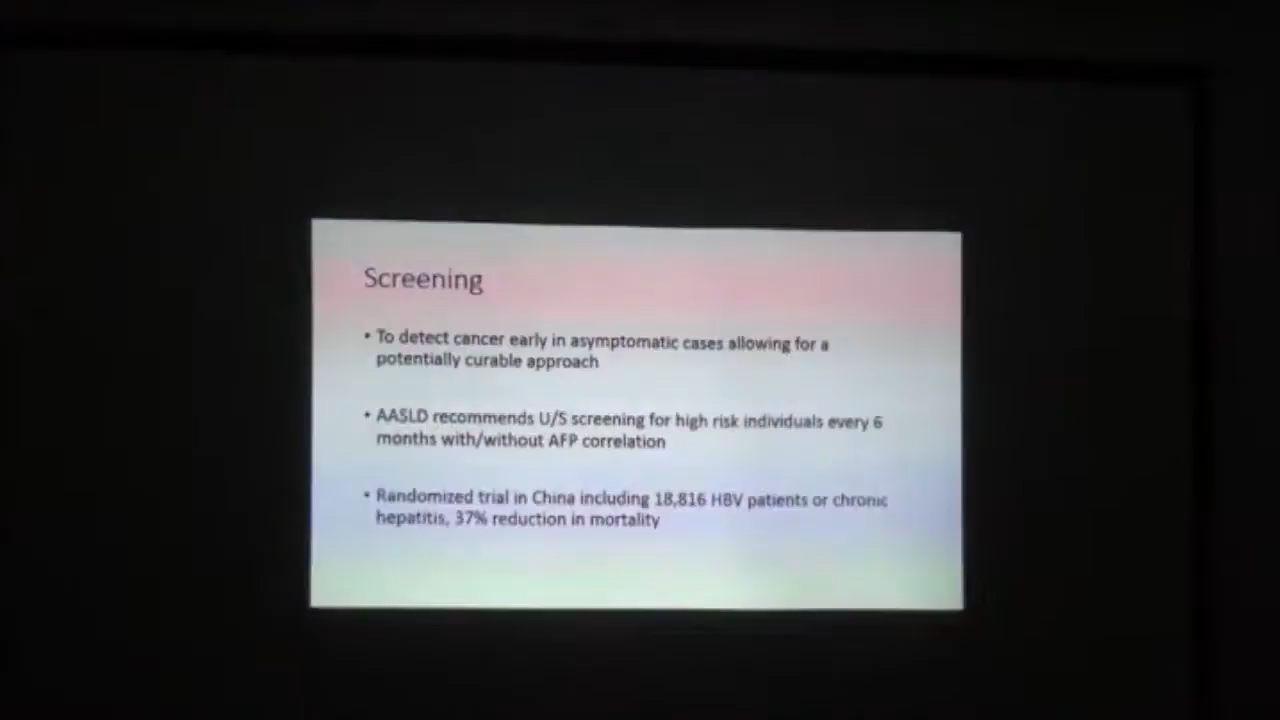 Screening
• To detect cancer early in asymptomatic cases allowing for a
potentially curable approach
• AASLD recommends U/S screening for high risk individuals every 6
months with/without AFP correlation
• Randomized trial in China including 18,816 HBV patients or chronic
hepatitis, 37% reduction in mortality